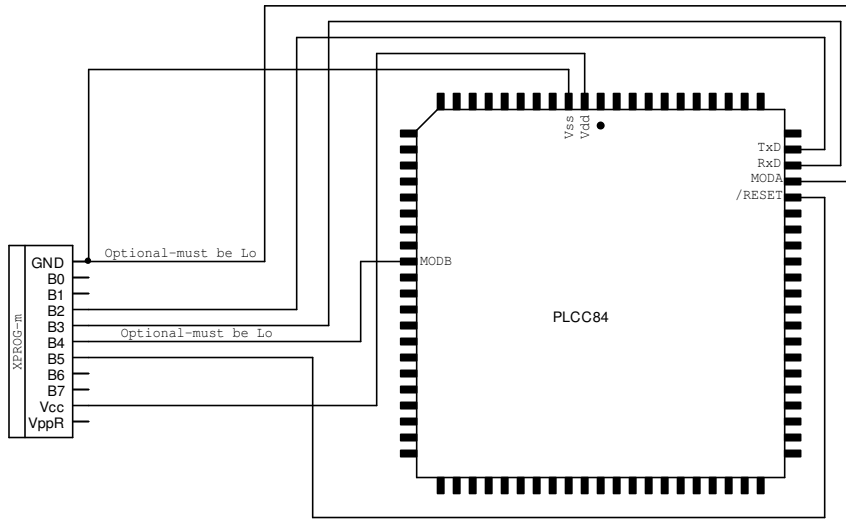 Vss
Vdd
TxD
RxD
MODA
/RESET
Optional-must be Lo
MODB
XPROG-m
GND
B0
B1
B2
B3
B4
B5
B6
B7
Vcc
VppR
Optional-must be Lo
PLCC84